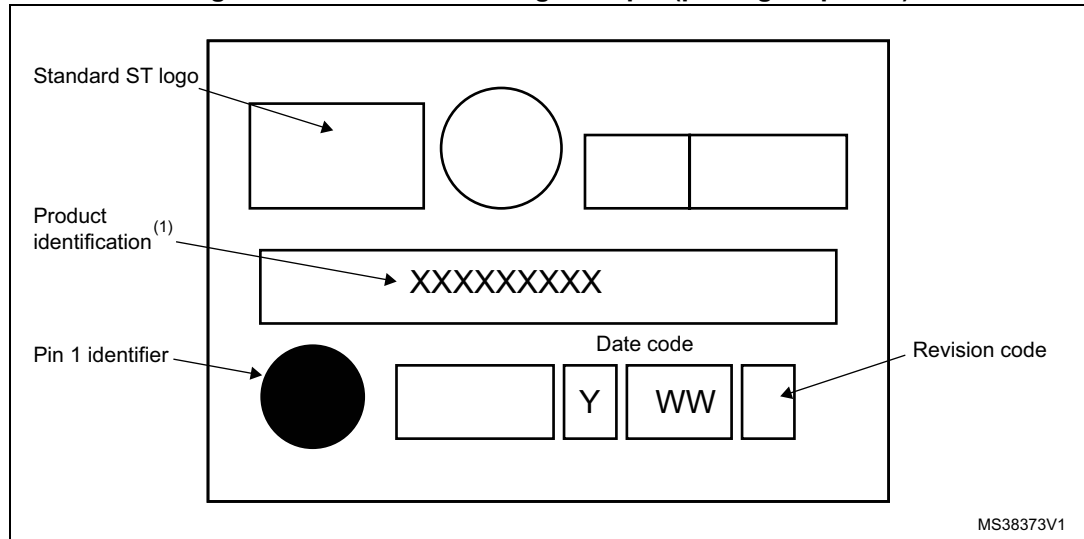 Standard ST logo
Product
identification (1)
XXXXXXXXX
Date code
Pin 1 identifier
Revision code
Y WW
MS38373V1